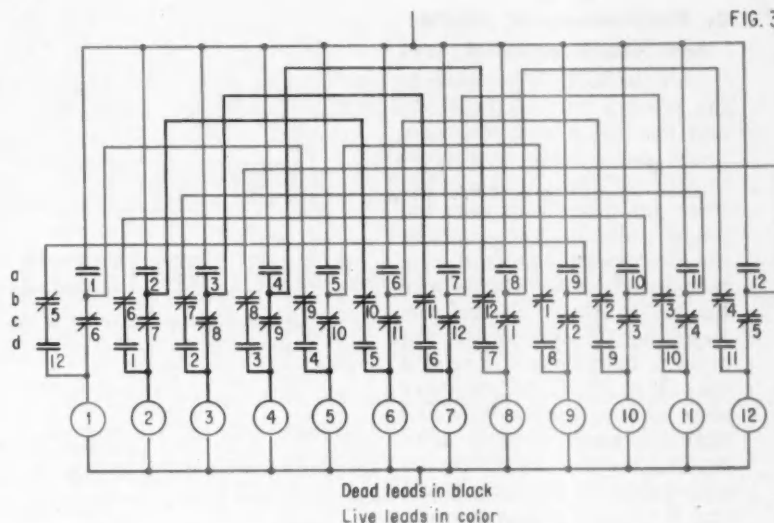 FIG. 3
a 1 2 3 4 5 6 7 8 9 10 11 12
b 5 6 7 8 9 10 11 12 1 2 3 4
c 6 7 8 9 10 11 12 1 2 3 4 5
d 12 1 2 3 4 5 6 7 8 9 10 11
1 2 3 4 5 6 7 8 9 10 11 12
Dead leads in black
Live leads in color